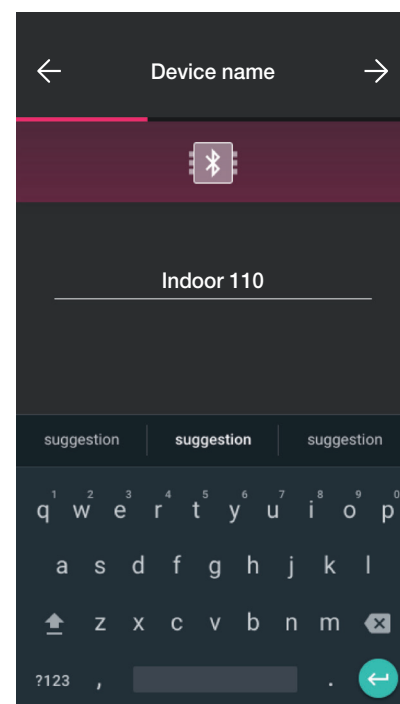 Device name
Indoor 110
suggestion suggestion suggestion
1 2 3 4 5 6 7 8 9 0
q w e r t y u i o p
a s d f g h j k l
z x c v b n m
?123 , .